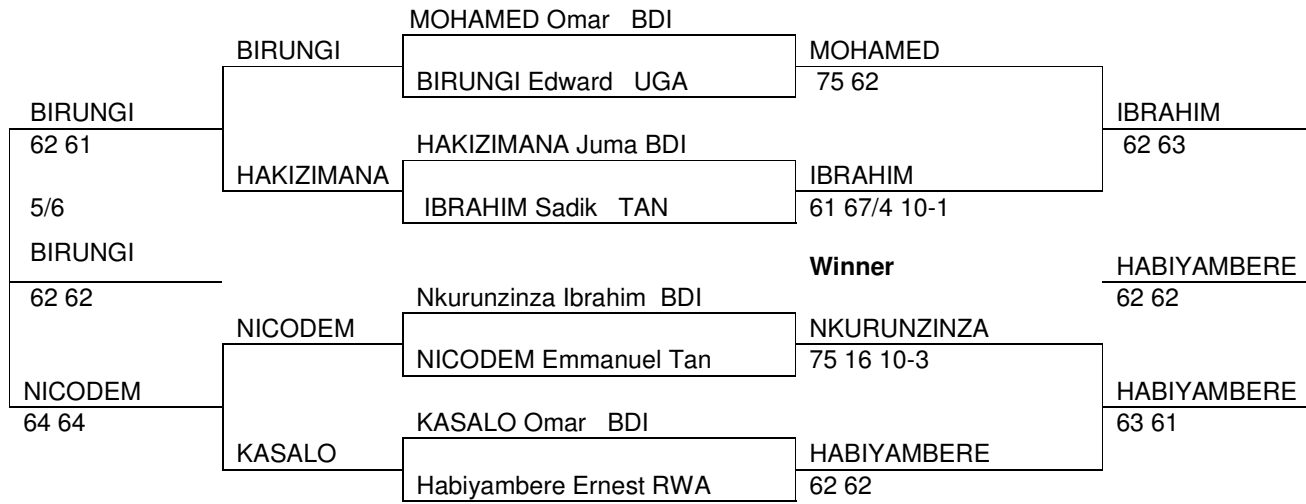 MOHAMED Omar BDI
BIRUNGI MOHAMED
BIRUNGI Edward UGA 75 62
BIRUNGI IBRAHIM
62 61 HAKIZIMANA Juma BDI 62 63
HAKIZIMANA IBRAHIM
5/6 IBRAHIM Sadik TAN 61 67/4 10-1
BIRUNGI Winner HABIYAMBERE
62 62 Nkurunzinza Ibrahim BDI 62 62
NICODEM NKURUNZINZA
NICODEM Emmanuel Tan 75 16 10-3
NICODEM HABIYAMBERE
64 64 KASALO Omar BDI 63 61
KASALO HABIYAMBERE
Habiyambere Ernest RWA 62 62